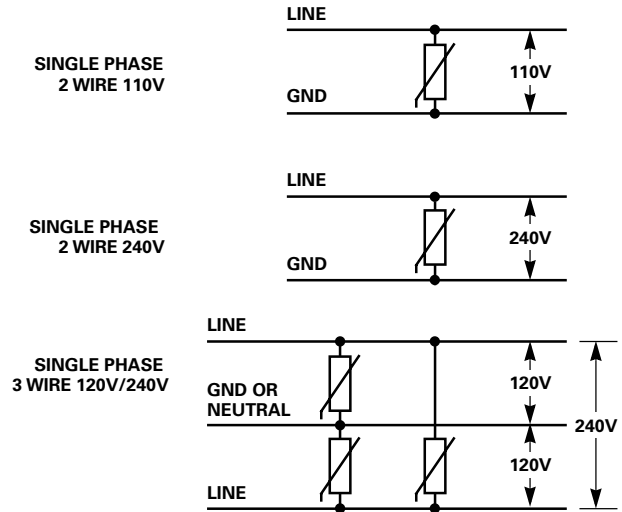 LINE
SINGLE PHASE
2 WIRE 110V
110V
GND
LINE
SINGLE PHASE
2 WIRE 240V
240V
GND
LINE
SINGLE PHASE
3 WIRE 120V/240V
120V
GND OR
NEUTRAL
240V
120V
LINE